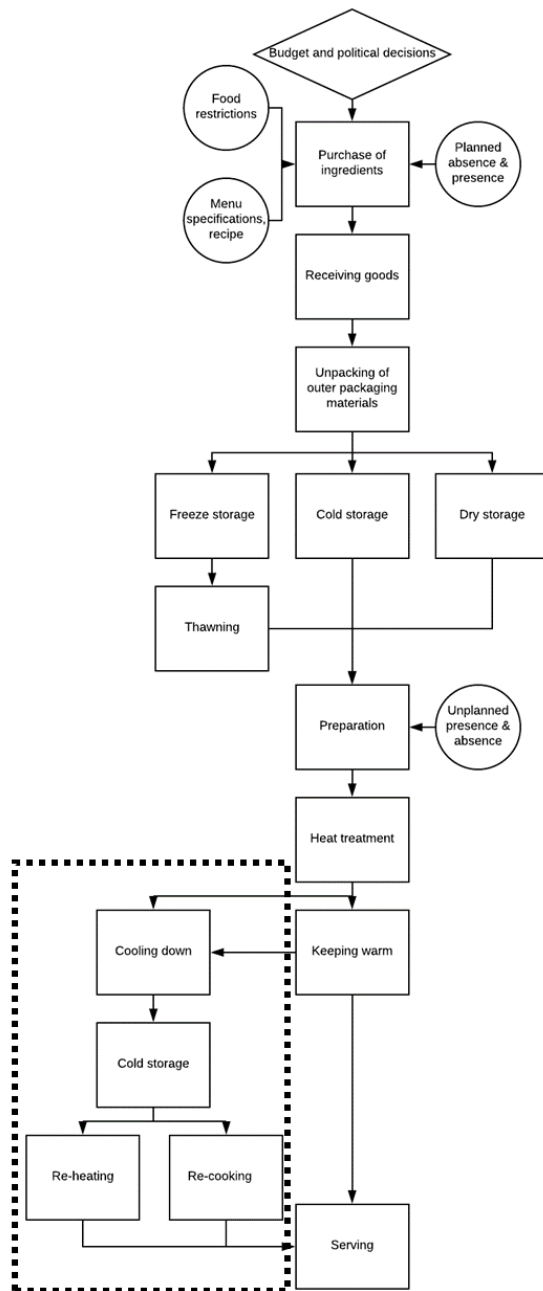 Budget and political decisions
Food
restrictions
Purchase of
ingredients
Planned
absence &
presence
Menu
specifications,
recipe
Receiving goods
Unpacking of
outer packaging
materials
Freeze storage
Cold storage
Dry storage
Thawning
Preparation
Unplanned
presence &
absence
Heat treatment
Cooling down
Keeping warm
Cold storage
Re-heating
Re-cooking
Serving